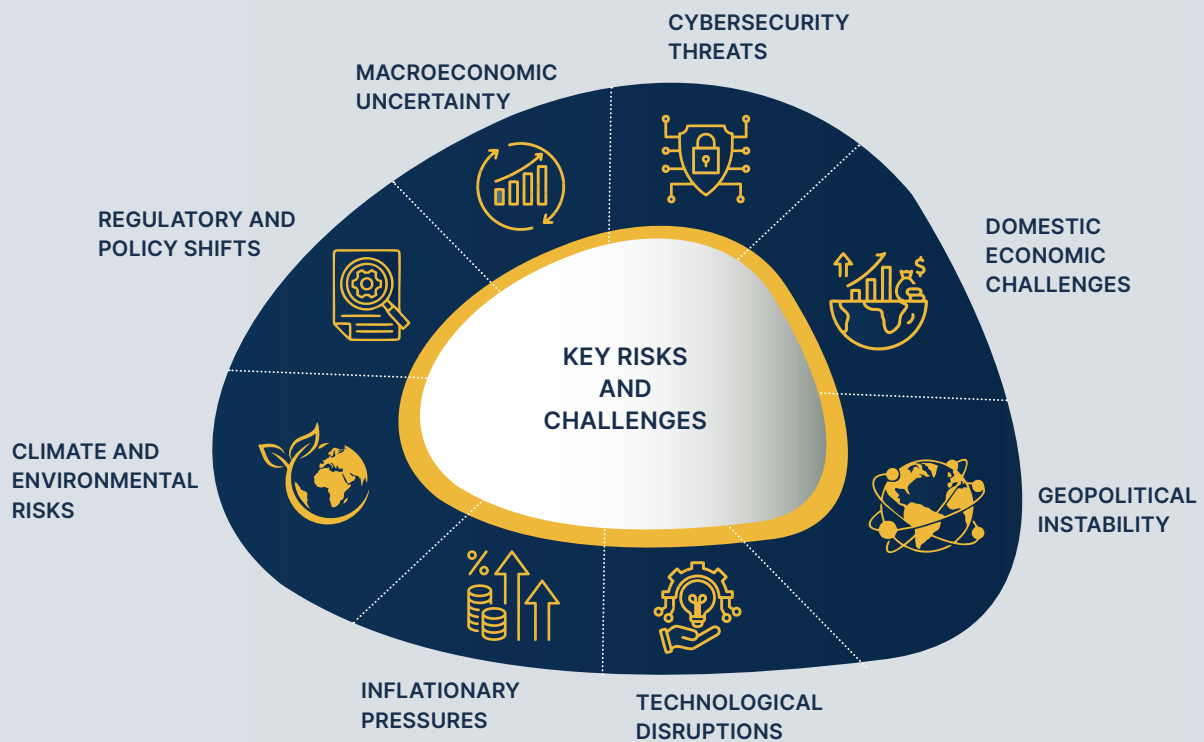 CYBERSECURITY
THREATS
MACROECONOMIC
UNCERTAINTY
REGULATORY AND
POLICY SHIFTS
DOMESTIC
ECONOMIC
CHALLENGES
$
KEY RISKS
AND
CHALLENGES
CLIMATE AND
ENVIRONMENTAL
RISKS
GEOPOLITICAL
INSTABILITY
%
INFLATIONARY
PRESSURES
TECHNOLOGICAL
DISRUPTIONS